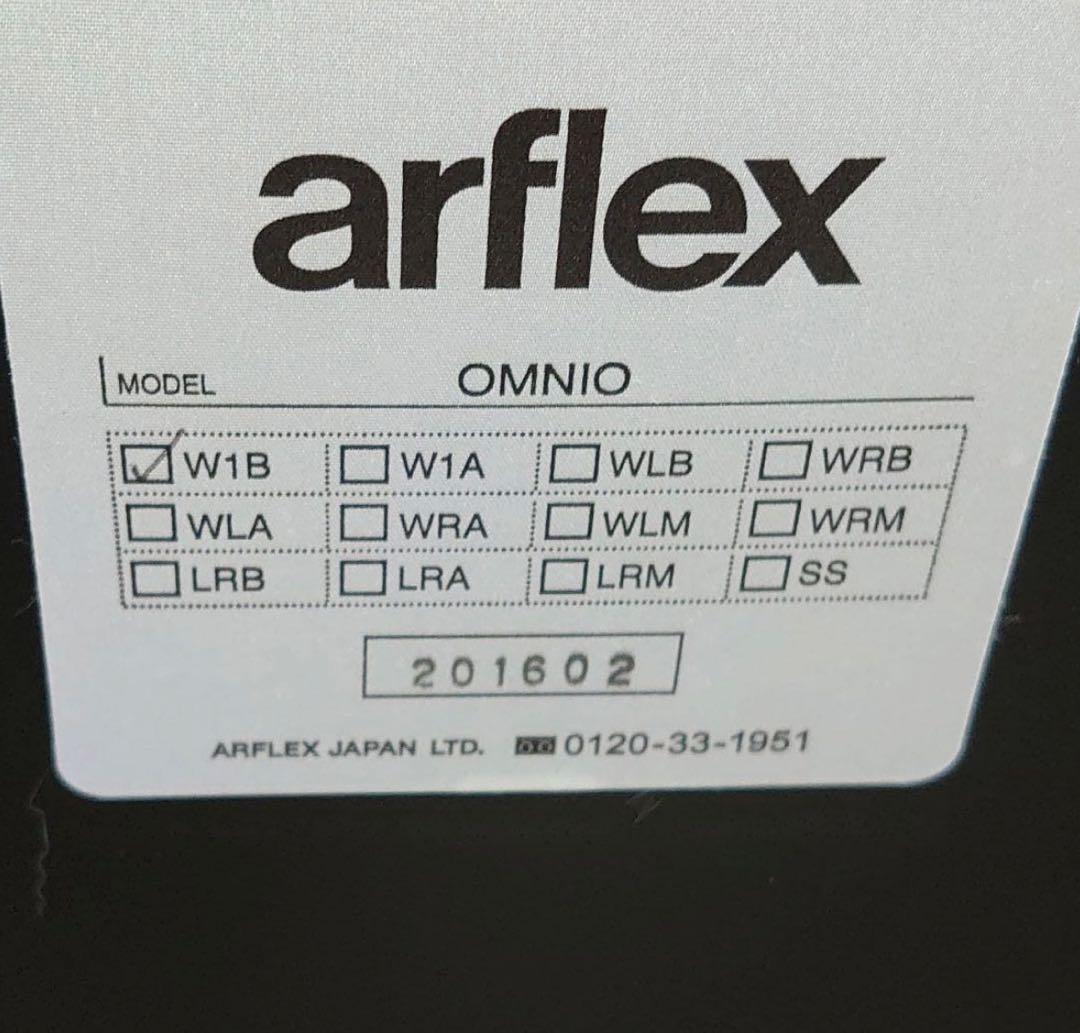 arflex
MODEL OMNIO
☑ W1B ☐ W1A ☐ WLB ☐ WRB
☐ WLA ☐ WRA ☐ WLM ☐ WRM
☐ LRB ☐ LRA ☐ LRM ☐ SS
201602
ARFLEX JAPAN LTD. 0120-33-1951